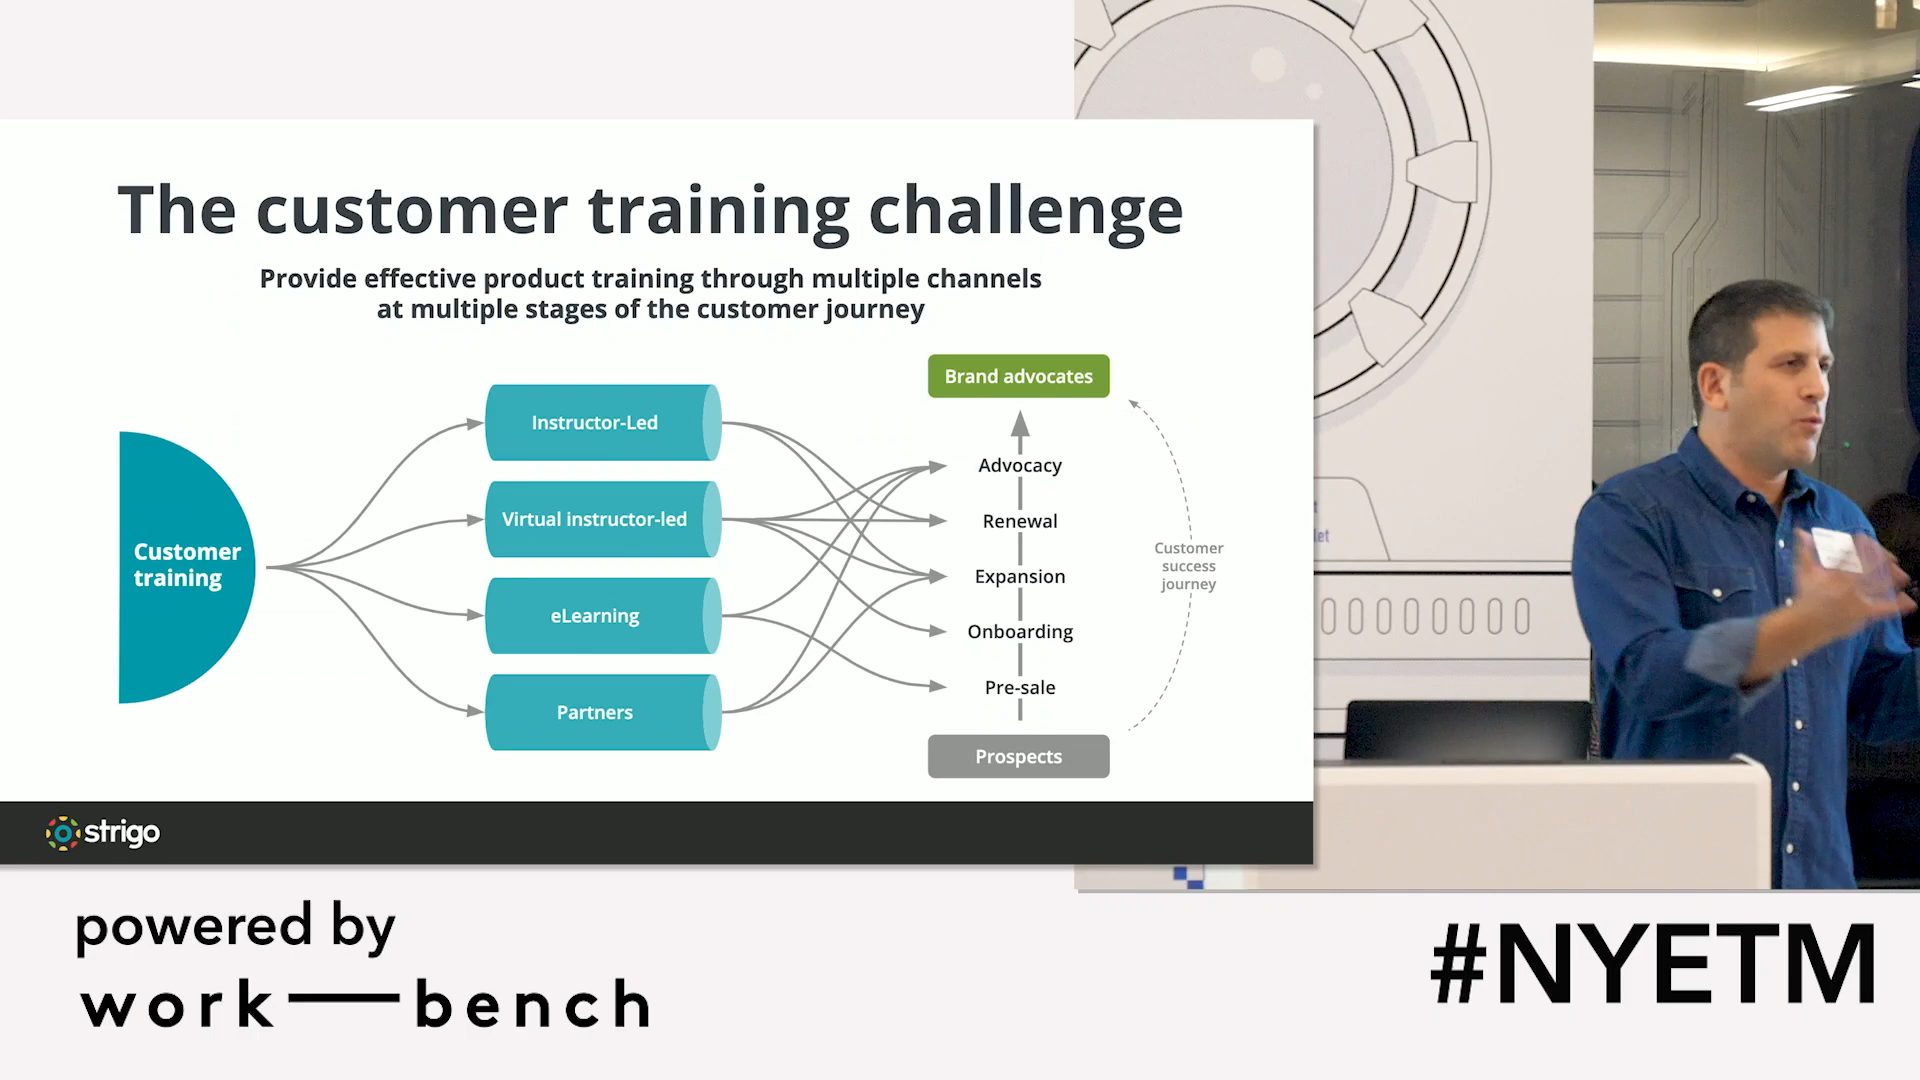 The customer training challenge
Provide effective product training through multiple channels
at multiple stages of the customer journey
Customer
training
Instructor-Led
Virtual instructor-led
eLearning
Partners
Brand advocates
Advocacy
Renewal
Expansion
Onboarding
Pre-sale
Prospects
Customer
success
journey
strigo
powered by
work—bench
#NYETM